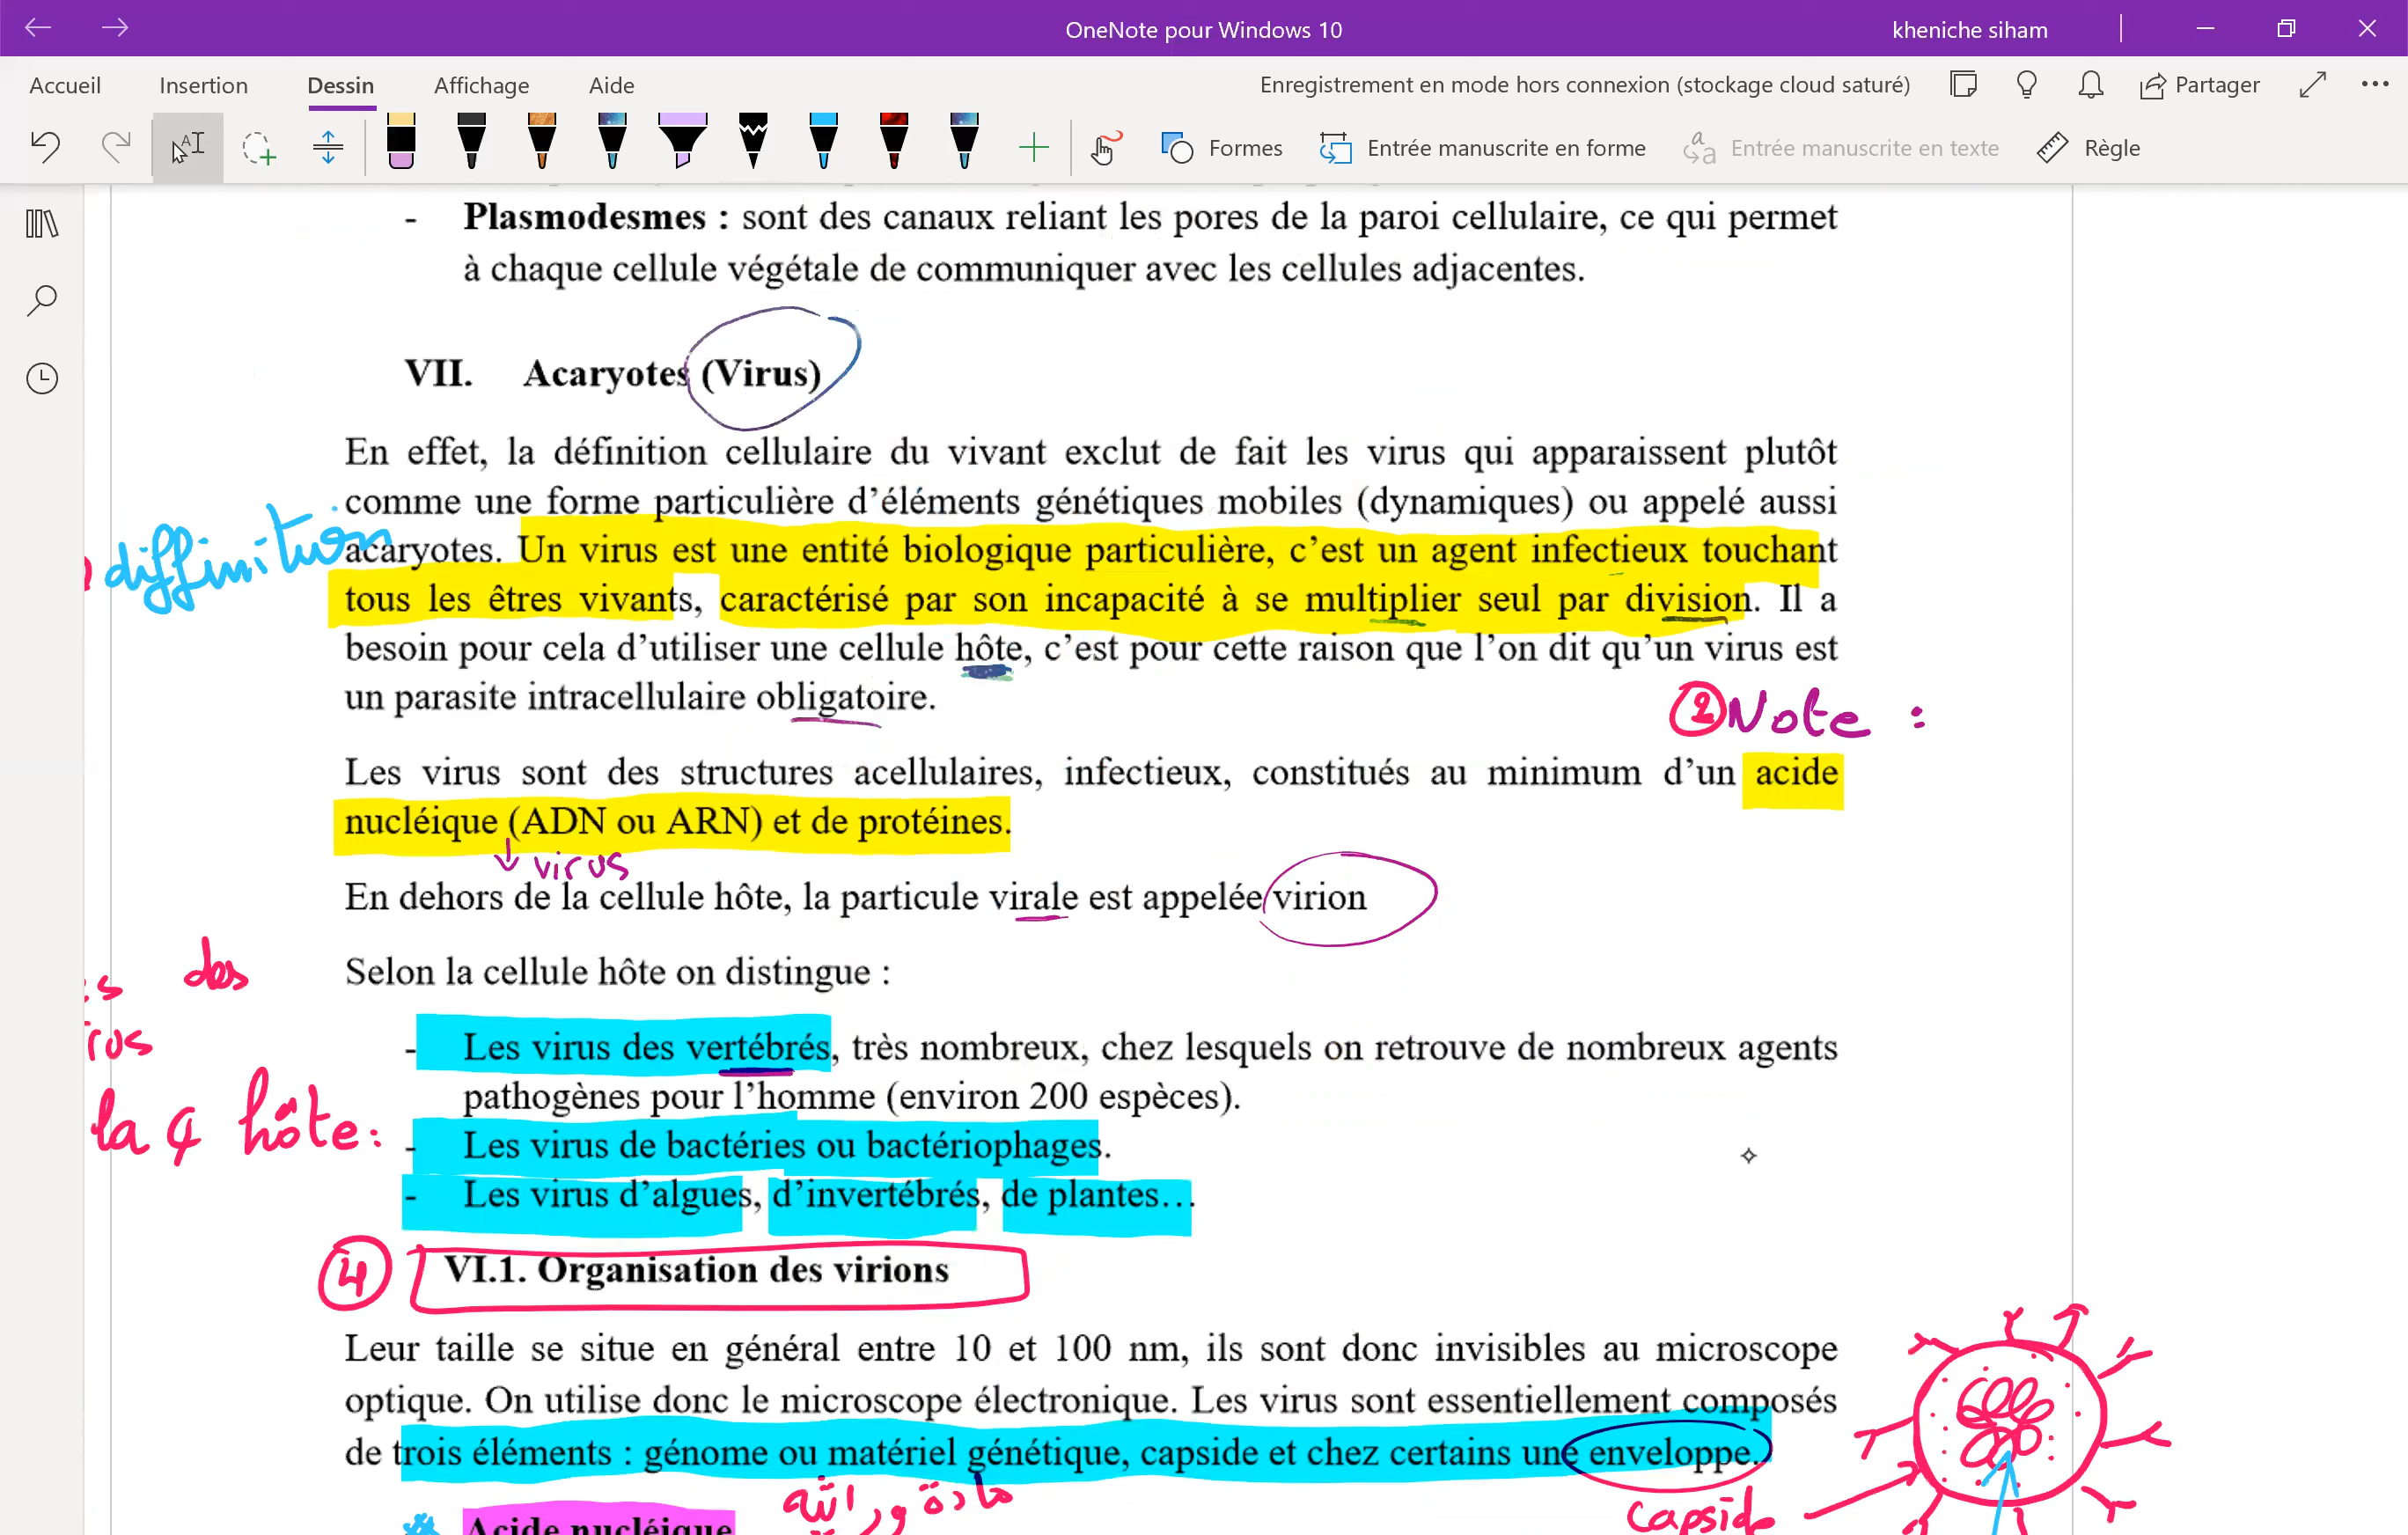 OneNote pour Windows 10
kheniche siham
Accueil Insertion Dessin Affichage Aide
Enregistrement en mode hors connexion (stockage cloud saturé) Partager
Formes Entrée manuscrite en forme Entrée manuscrite en texte Règle
- Plasmodesmes : sont des canaux reliant les pores de la paroi cellulaire, ce qui permet
à chaque cellule végétale de communiquer avec les cellules adjacentes.
VII. Acaryotes (Virus)
En effet, la définition cellulaire du vivant exclut de fait les virus qui apparaissent plutôt
comme une forme particulière d'éléments génétiques mobiles (dynamiques) ou appelé aussi
diffinition
acaryotes. Un virus est une entité biologique particulière, c'est un agent infectieux touchant
tous les êtres vivants, caractérisé par son incapacité à se multiplier seul par division. Il a
besoin pour cela d'utiliser une cellule hôte, c'est pour cette raison que l'on dit qu'un virus est
un parasite intracellulaire obligatoire.
2 Note :
Les virus sont des structures acellulaires, infectieux, constitués au minimum d'un acide
nucléique (ADN ou ARN) et de protéines.
↓ virus
En dehors de la cellule hôte, la particule virale est appelée virion
des
Selon la cellule hôte on distingue :
- Les virus des vertébrés, très nombreux, chez lesquels on retrouve de nombreux agents
pathogènes pour l'homme (environ 200 espèces).
la ¢ hôte:
- Les virus de bactéries ou bactériophages.
- Les virus d'algues, d'invertébrés, de plantes…
4 VI.1. Organisation des virions
Leur taille se situe en général entre 10 et 100 nm, ils sont donc invisibles au microscope
optique. On utilise donc le microscope électronique. Les virus sont essentiellement composés
de trois éléments : génome ou matériel génétique, capside et chez certains une enveloppe.
capside
Acide nucléique